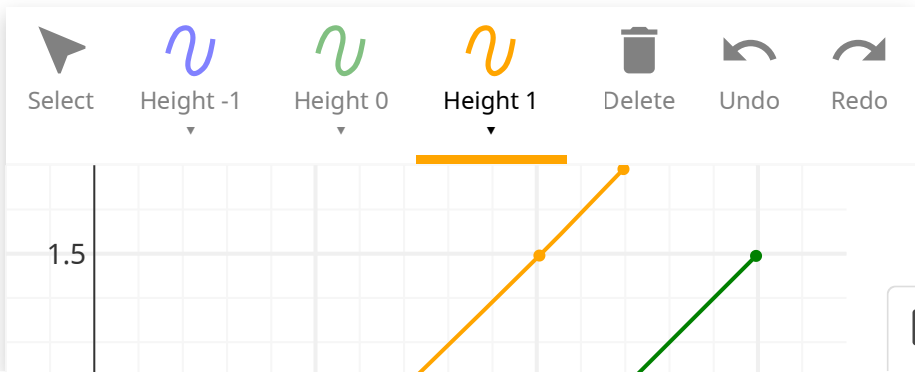 Select
Height -1
Height 0
Height 1
Delete
Undo
Redo
1.5